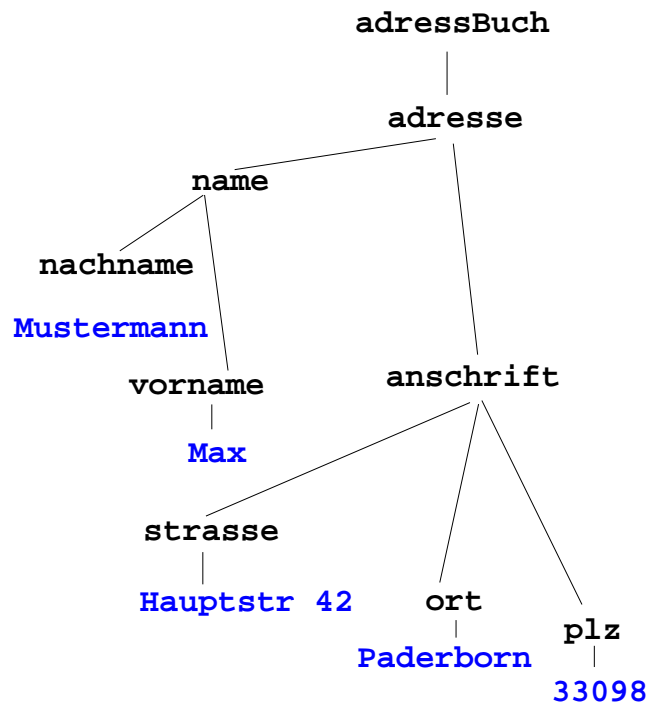 adressBuch
adresse
name
nachname
Mustermann
vorname
anschrift
Max
strasse
Hauptstr 42
ort
plz
Paderborn
33098